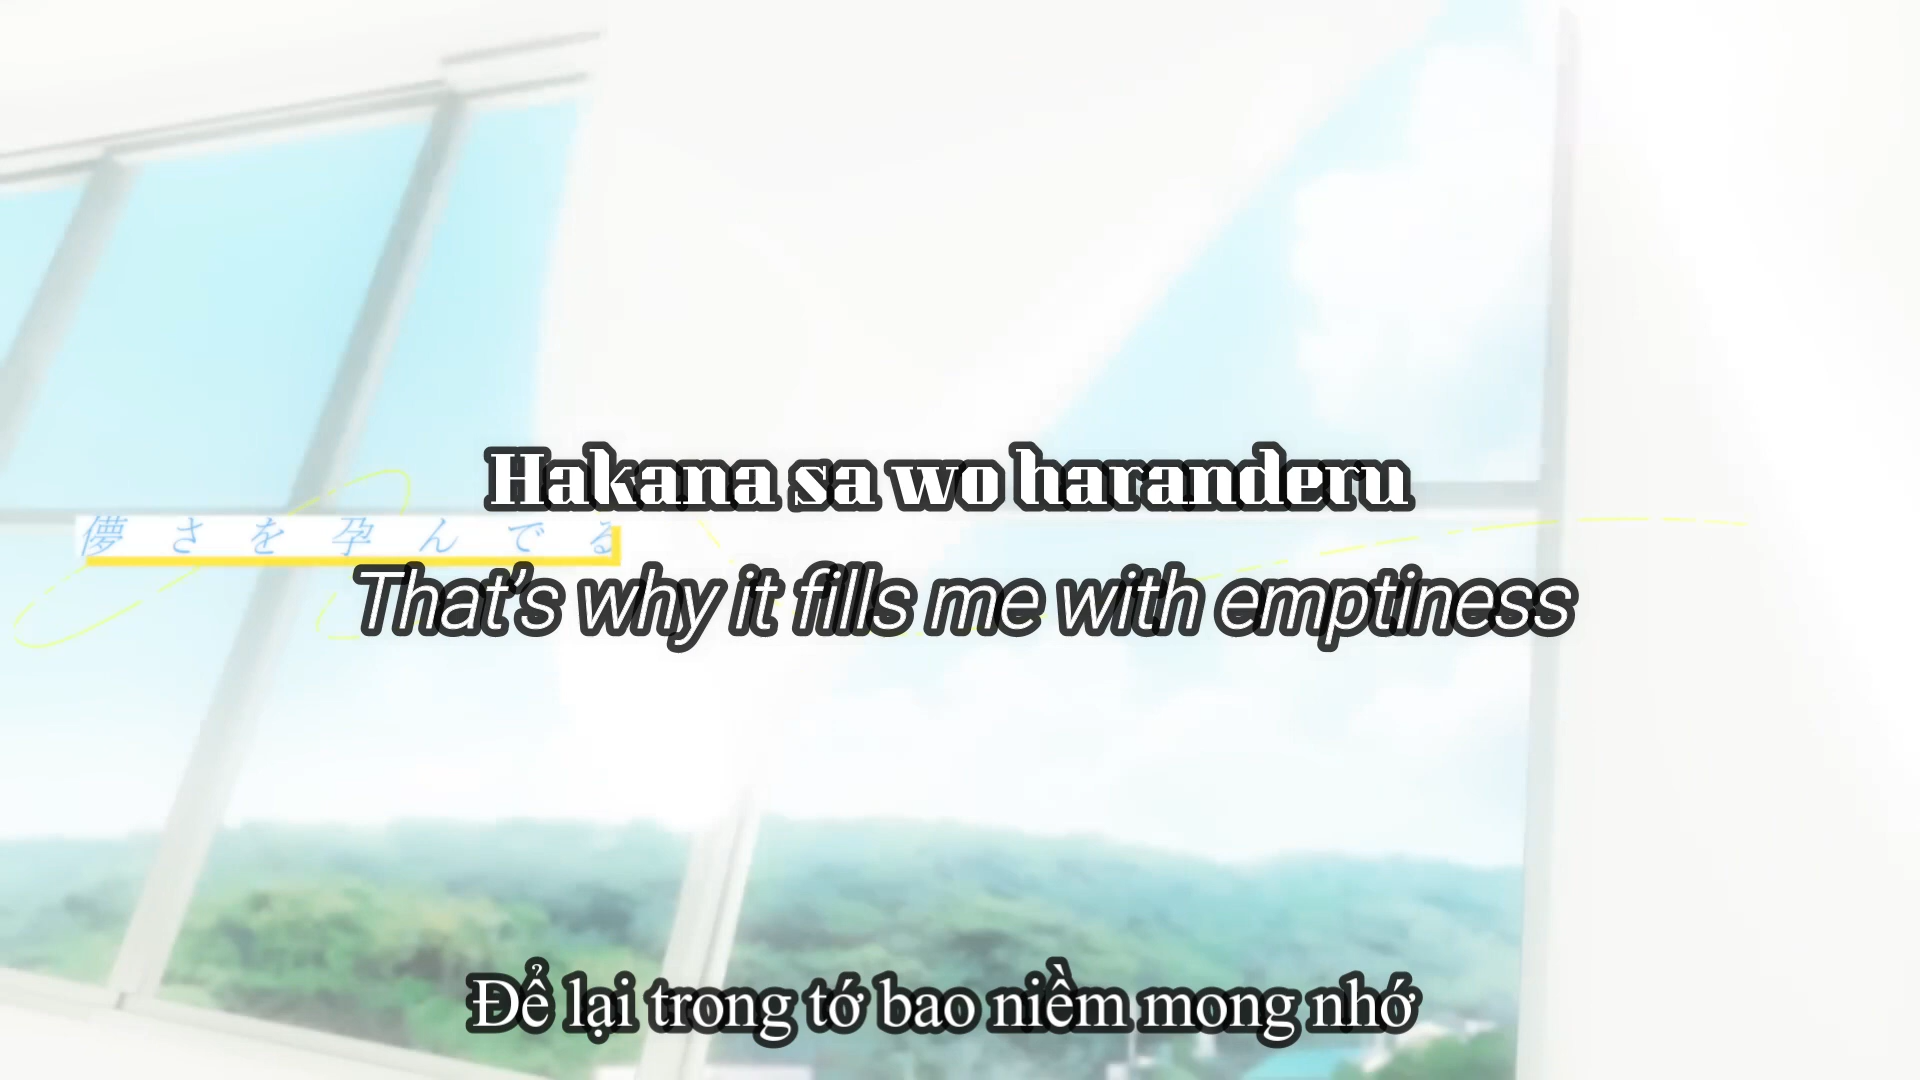 Hakana sa wo haranderu
儚さを孕んでる
That's why it fills me with emptiness
Để lại trong tớ bao niềm mong nhớ